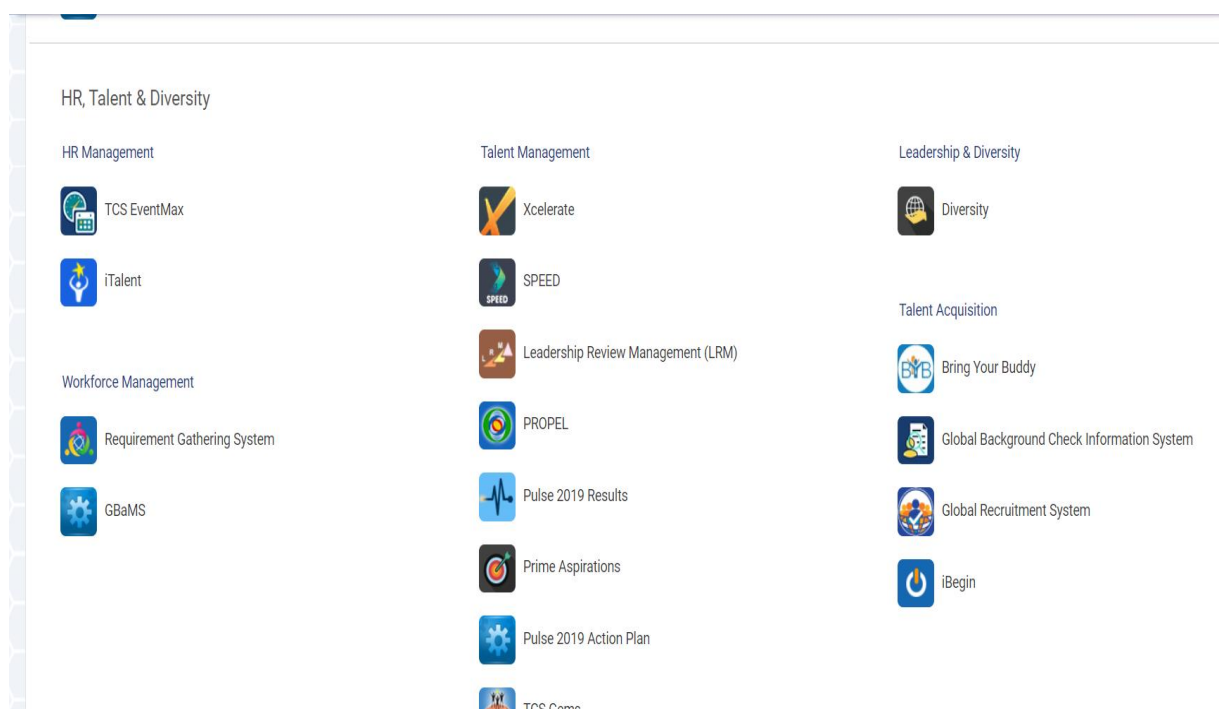 HR, Talent & Diversity
HR Management
TCS EventMax
iTalent
Workforce Management
Requirement Gathering System
GBaMS
Talent Management
Xcelerate
SPEED
SPEED
L R M
Leadership Review Management (LRM)
PROPEL
Pulse 2019 Results
Prime Aspirations
Pulse 2019 Action Plan
TCS Gems
Leadership & Diversity
Diversity
Talent Acquisition
BYB
Bring Your Buddy
Global Background Check Information System
Global Recruitment System
iBegin